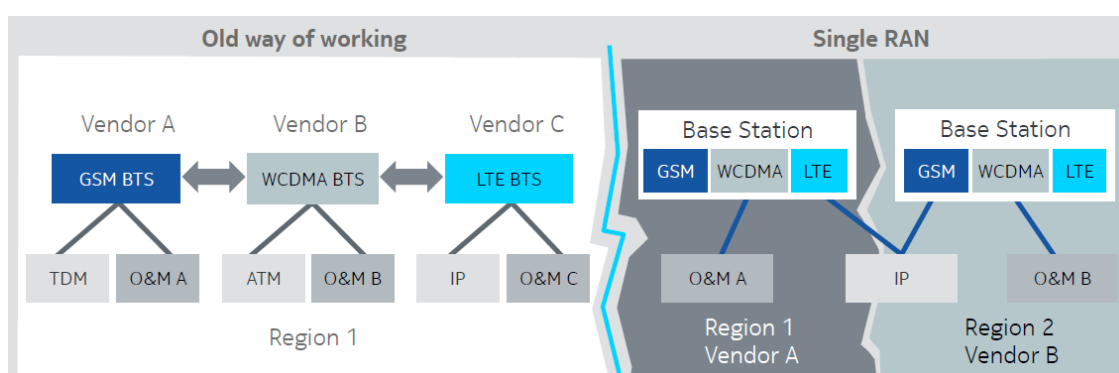 Old way of working
Single RAN
Vendor A
Vendor B
Vendor C
GSM BTS
WCDMA BTS
LTE BTS
TDM
O&M A
ATM
O&M B
IP
O&M C
Region 1
Base Station
GSM
WCDMA
LTE
Base Station
GSM
WCDMA
LTE
O&M A
IP
O&M B
Region 1
Vendor A
Region 2
Vendor B